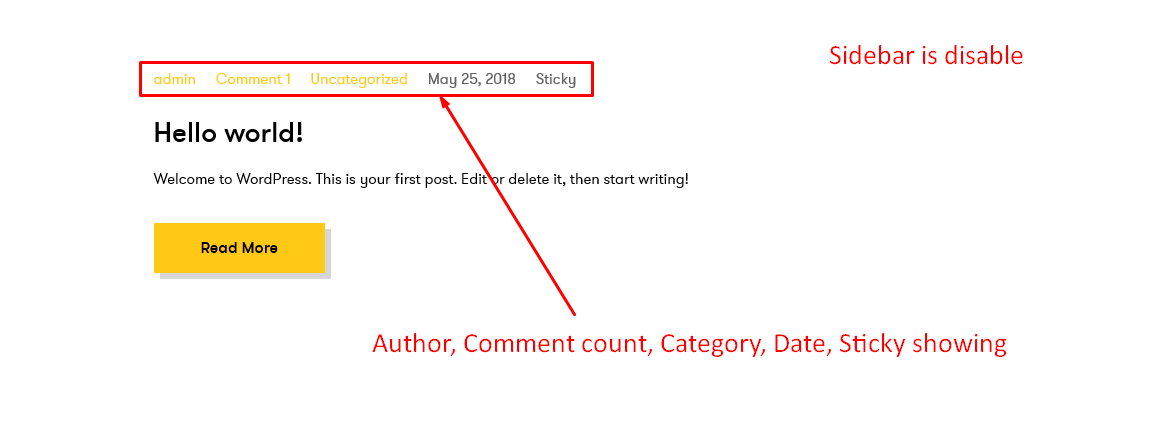 Sidebar is disable
admin Comment 1 Uncategorized May 25, 2018 Sticky
Hello world!
Welcome to WordPress. This is your first post. Edit or delete it, then start writing!
Read More
Author, Comment count, Category, Date, Sticky showing